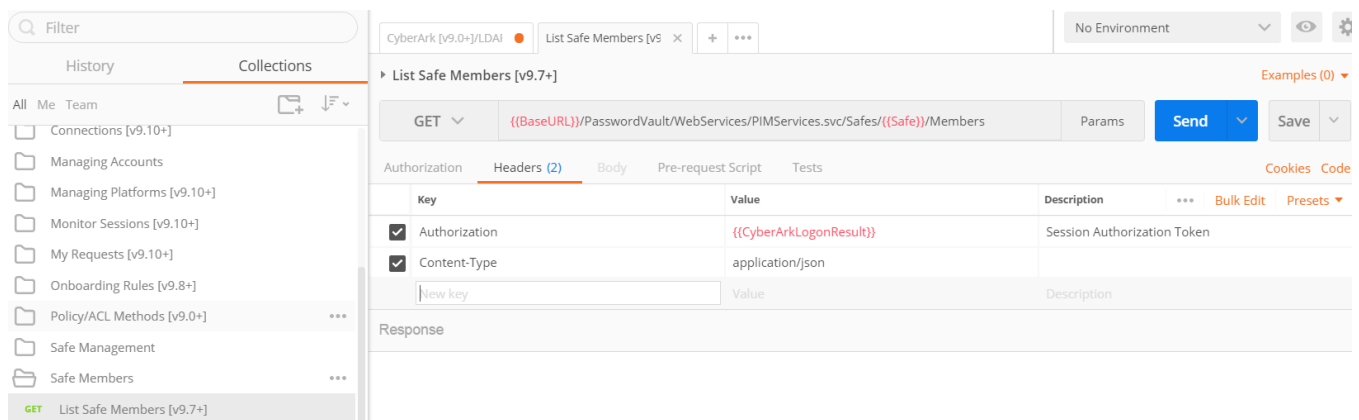 Filter
History Collections
All Me Team
Connections [v9.10+]
Managing Accounts
Managing Platforms [v9.10+]
Monitor Sessions [v9.10+]
My Requests [v9.10+]
Onboarding Rules [v9.8+]
Policy/ACL Methods [v9.0+]
Safe Management
Safe Members
GET List Safe Members [v9.7+]
CyberArk [v9.0+]/LDAI List Safe Members [v9
No Environment
List Safe Members [v9.7+] Examples (0)
GET {{BaseURL}}/PasswordVault/WebServices/PIMServices.svc/Safes/{{Safe}}/Members Params Send Save
Authorization Headers (2) Body Pre-request Script Tests Cookies Code
Key Value Description Bulk Edit Presets
Authorization {{CyberArkLogonResult}} Session Authorization Token
Content-Type application/json
New key Value Description
Response